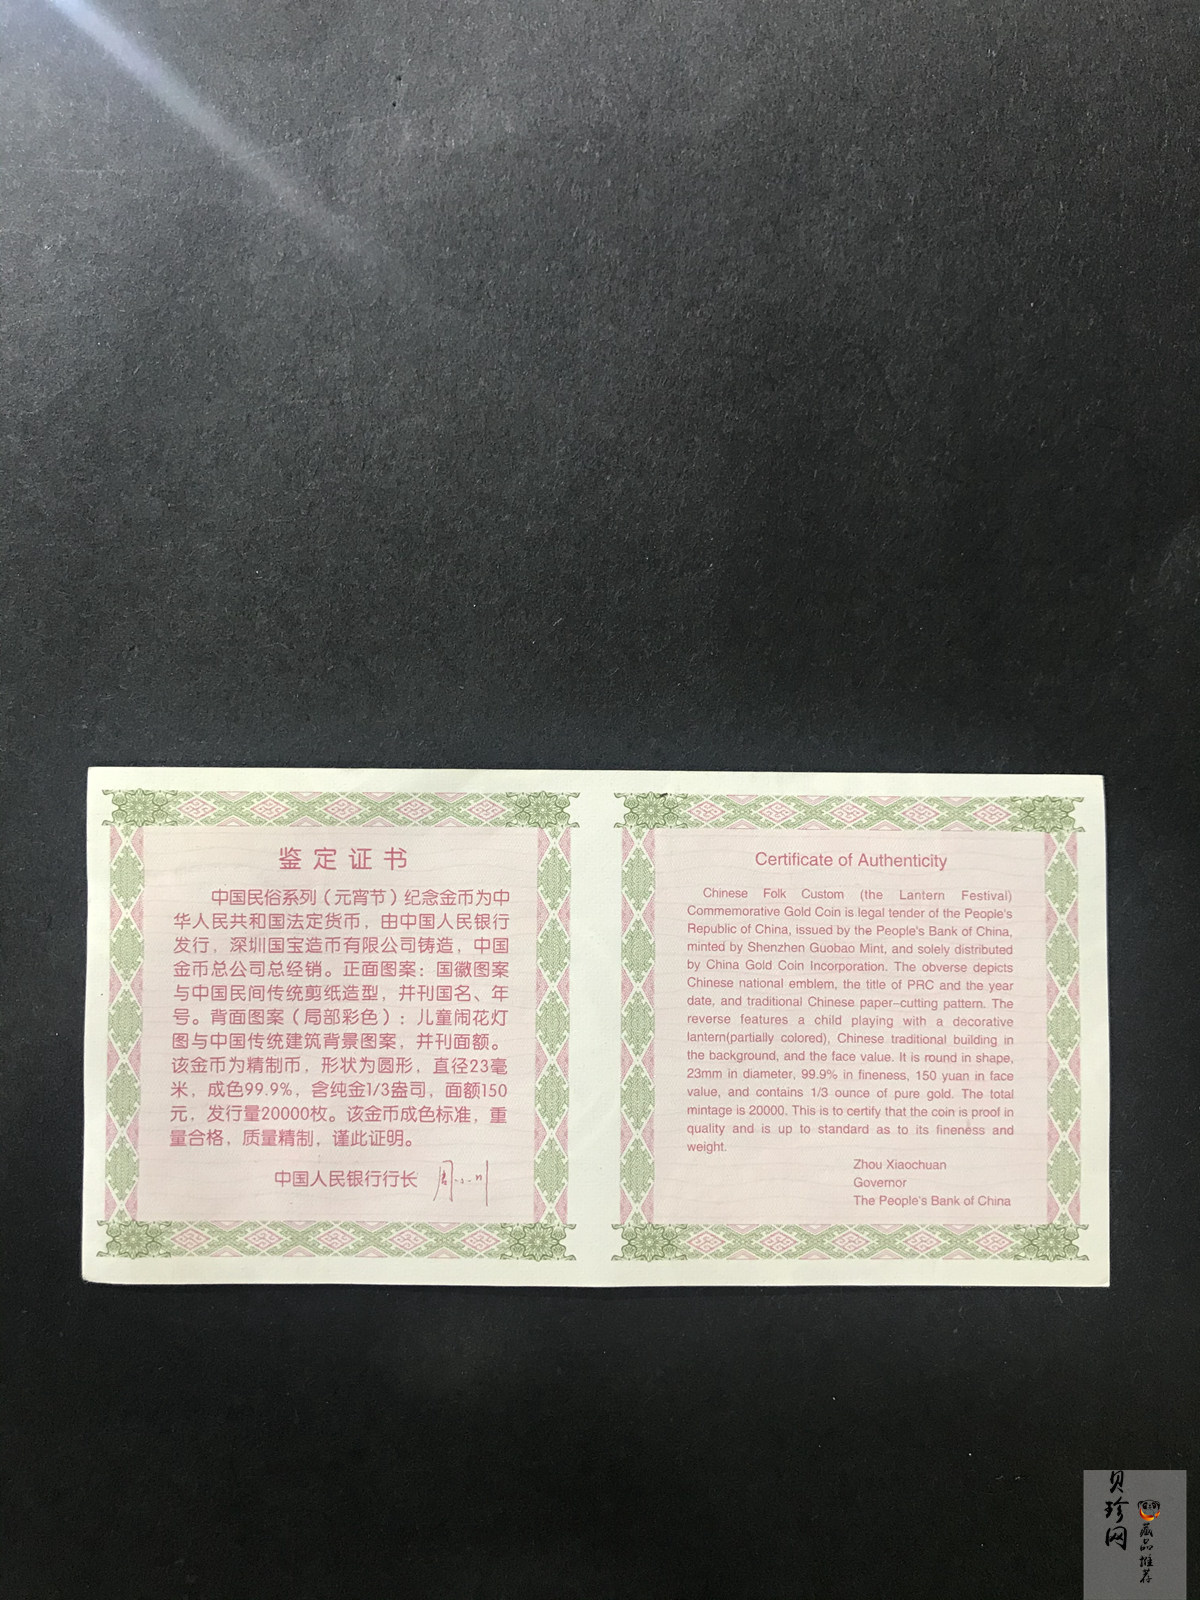 鉴定证书
中国民俗系列（元宵节）纪念金币为中
华人民共和国法定货币，由中国人民银行
发行，深圳国宝造币有限公司铸造，中国
金币总公司总经销。正面图案：国徽图案
与中国民间传统剪纸造型，并刊国名、年
号。背面图案（局部彩色）：儿童闹花灯
图与中国传统建筑背景图案，并刊面额。
该金币为精制币，形状为圆形，直径23毫
米，成色99.9%，含纯金1/3盎司，面额150
元，发行量20000枚。该金币成色标准，重
量合格，质量精制，谨此证明。
中国人民银行行长 周小川
Certificate of Authenticity
Chinese Folk Custom (the Lantern Festival)
Commemorative Gold Coin is legal tender of the People's
Republic of China, issued by the People's Bank of China,
minted by Shenzhen Guobao Mint, and solely distributed
by China Gold Coin Incorporation. The obverse depicts
Chinese national emblem, the title of PRC and the year
date, and traditional Chinese paper–cutting pattern. The
reverse features a child playing with a decorative
lantern(partially colored), Chinese traditional building in
the background, and the face value. It is round in shape,
23mm in diameter, 99.9% in fineness, 150 yuan in face
value, and contains 1/3 ounce of pure gold. The total
mintage is 20000. This is to certify that the coin is proof in
quality and is up to standard as to its fineness and
weight.
Zhou Xiaochuan
Governor
The People's Bank of China
贝珍网
藏品推荐